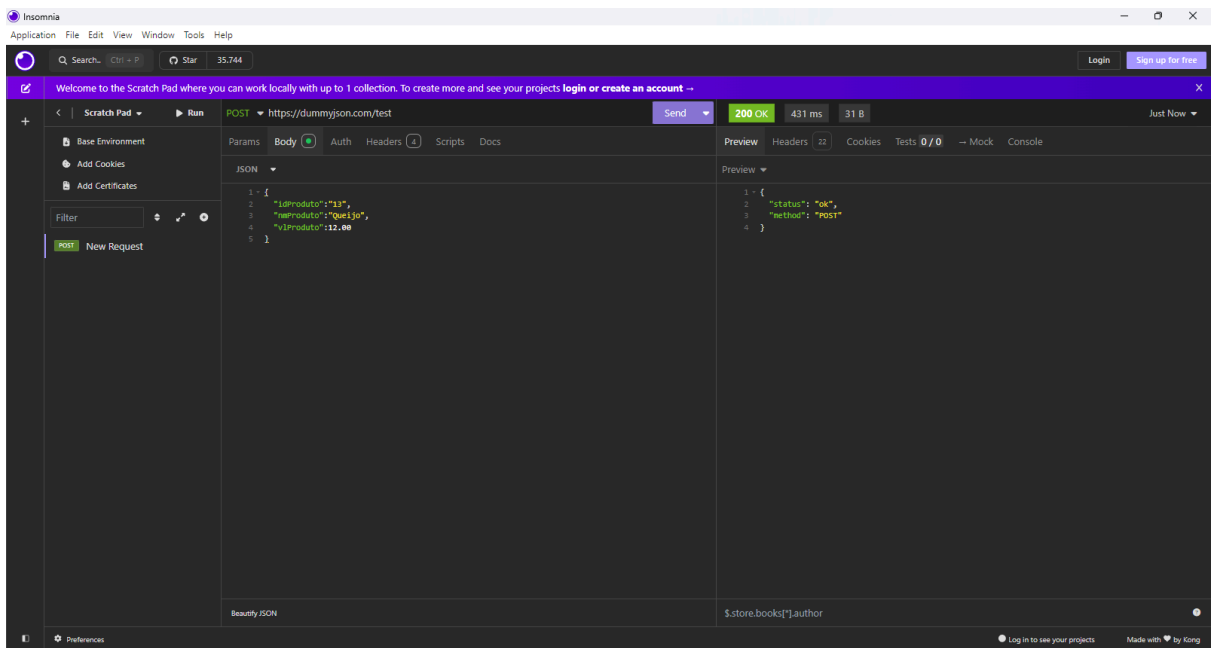 Insomnia
Application File Edit View Window Tools Help
Search.. Ctrl + P Star 35.744 Login Sign up for free
Welcome to the Scratch Pad where you can work locally with up to 1 collection. To create more and see your projects login or create an account →
Scratch Pad Run
Base Environment
Add Cookies
Add Certificates
Filter
POST New Request
POST https://dummyjson.com/test Send
Params Body Auth Headers 4 Scripts Docs
JSON
1 {
2 "idProduto":"13",
3 "nmProduto":"Queijo",
4 "vlProduto":12.00
5 }
Beautify JSON
200 OK 431 ms 31 B Just Now
Preview Headers 22 Cookies Tests 0 / 0 → Mock Console
Preview
1 {
2 "status": "ok",
3 "method": "POST"
4 }
$.store.books[*].author
Preferences Log in to see your projects Made with ♥ by Kong